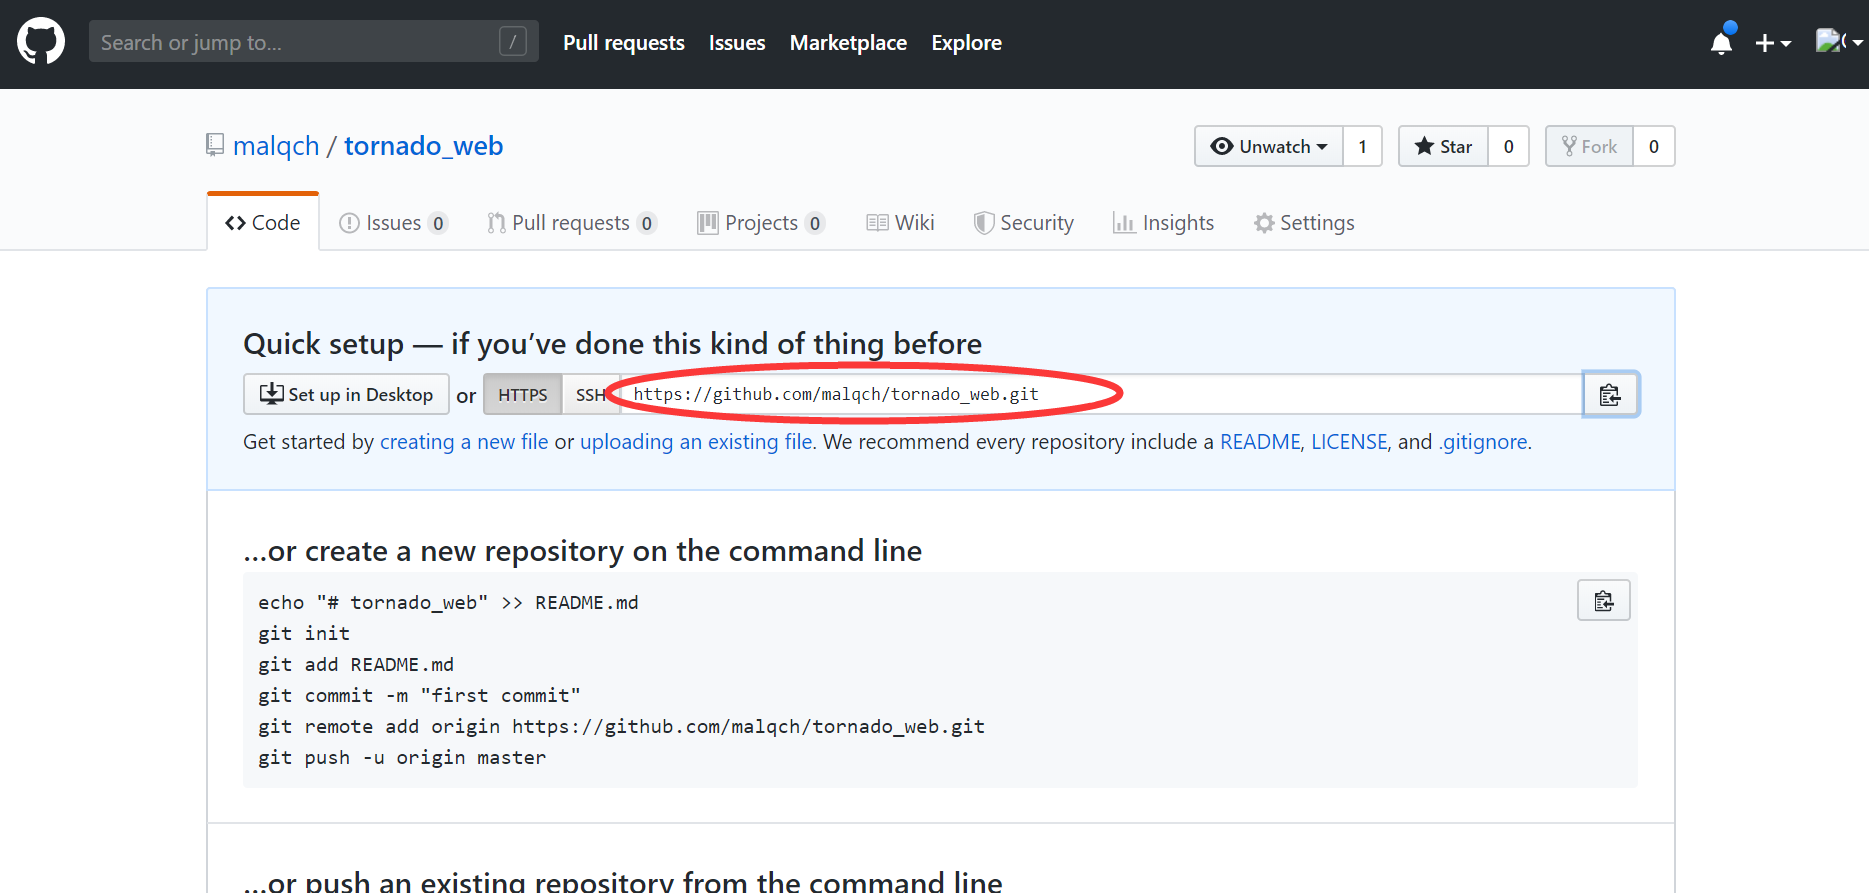 Search or jump to... / Pull requests Issues Marketplace Explore
malqch / tornado_web Unwatch 1 Star 0 Fork 0
Code Issues 0 Pull requests 0 Projects 0 Wiki Security Insights Settings
Quick setup — if you’ve done this kind of thing before
Set up in Desktop or HTTPS SSH https://github.com/malqch/tornado_web.git
Get started by creating a new file or uploading an existing file. We recommend every repository include a README, LICENSE, and .gitignore.
...or create a new repository on the command line
echo "# tornado_web" >> README.md
git init
git add README.md
git commit -m "first commit"
git remote add origin https://github.com/malqch/tornado_web.git
git push -u origin master
...or push an existing repository from the command line